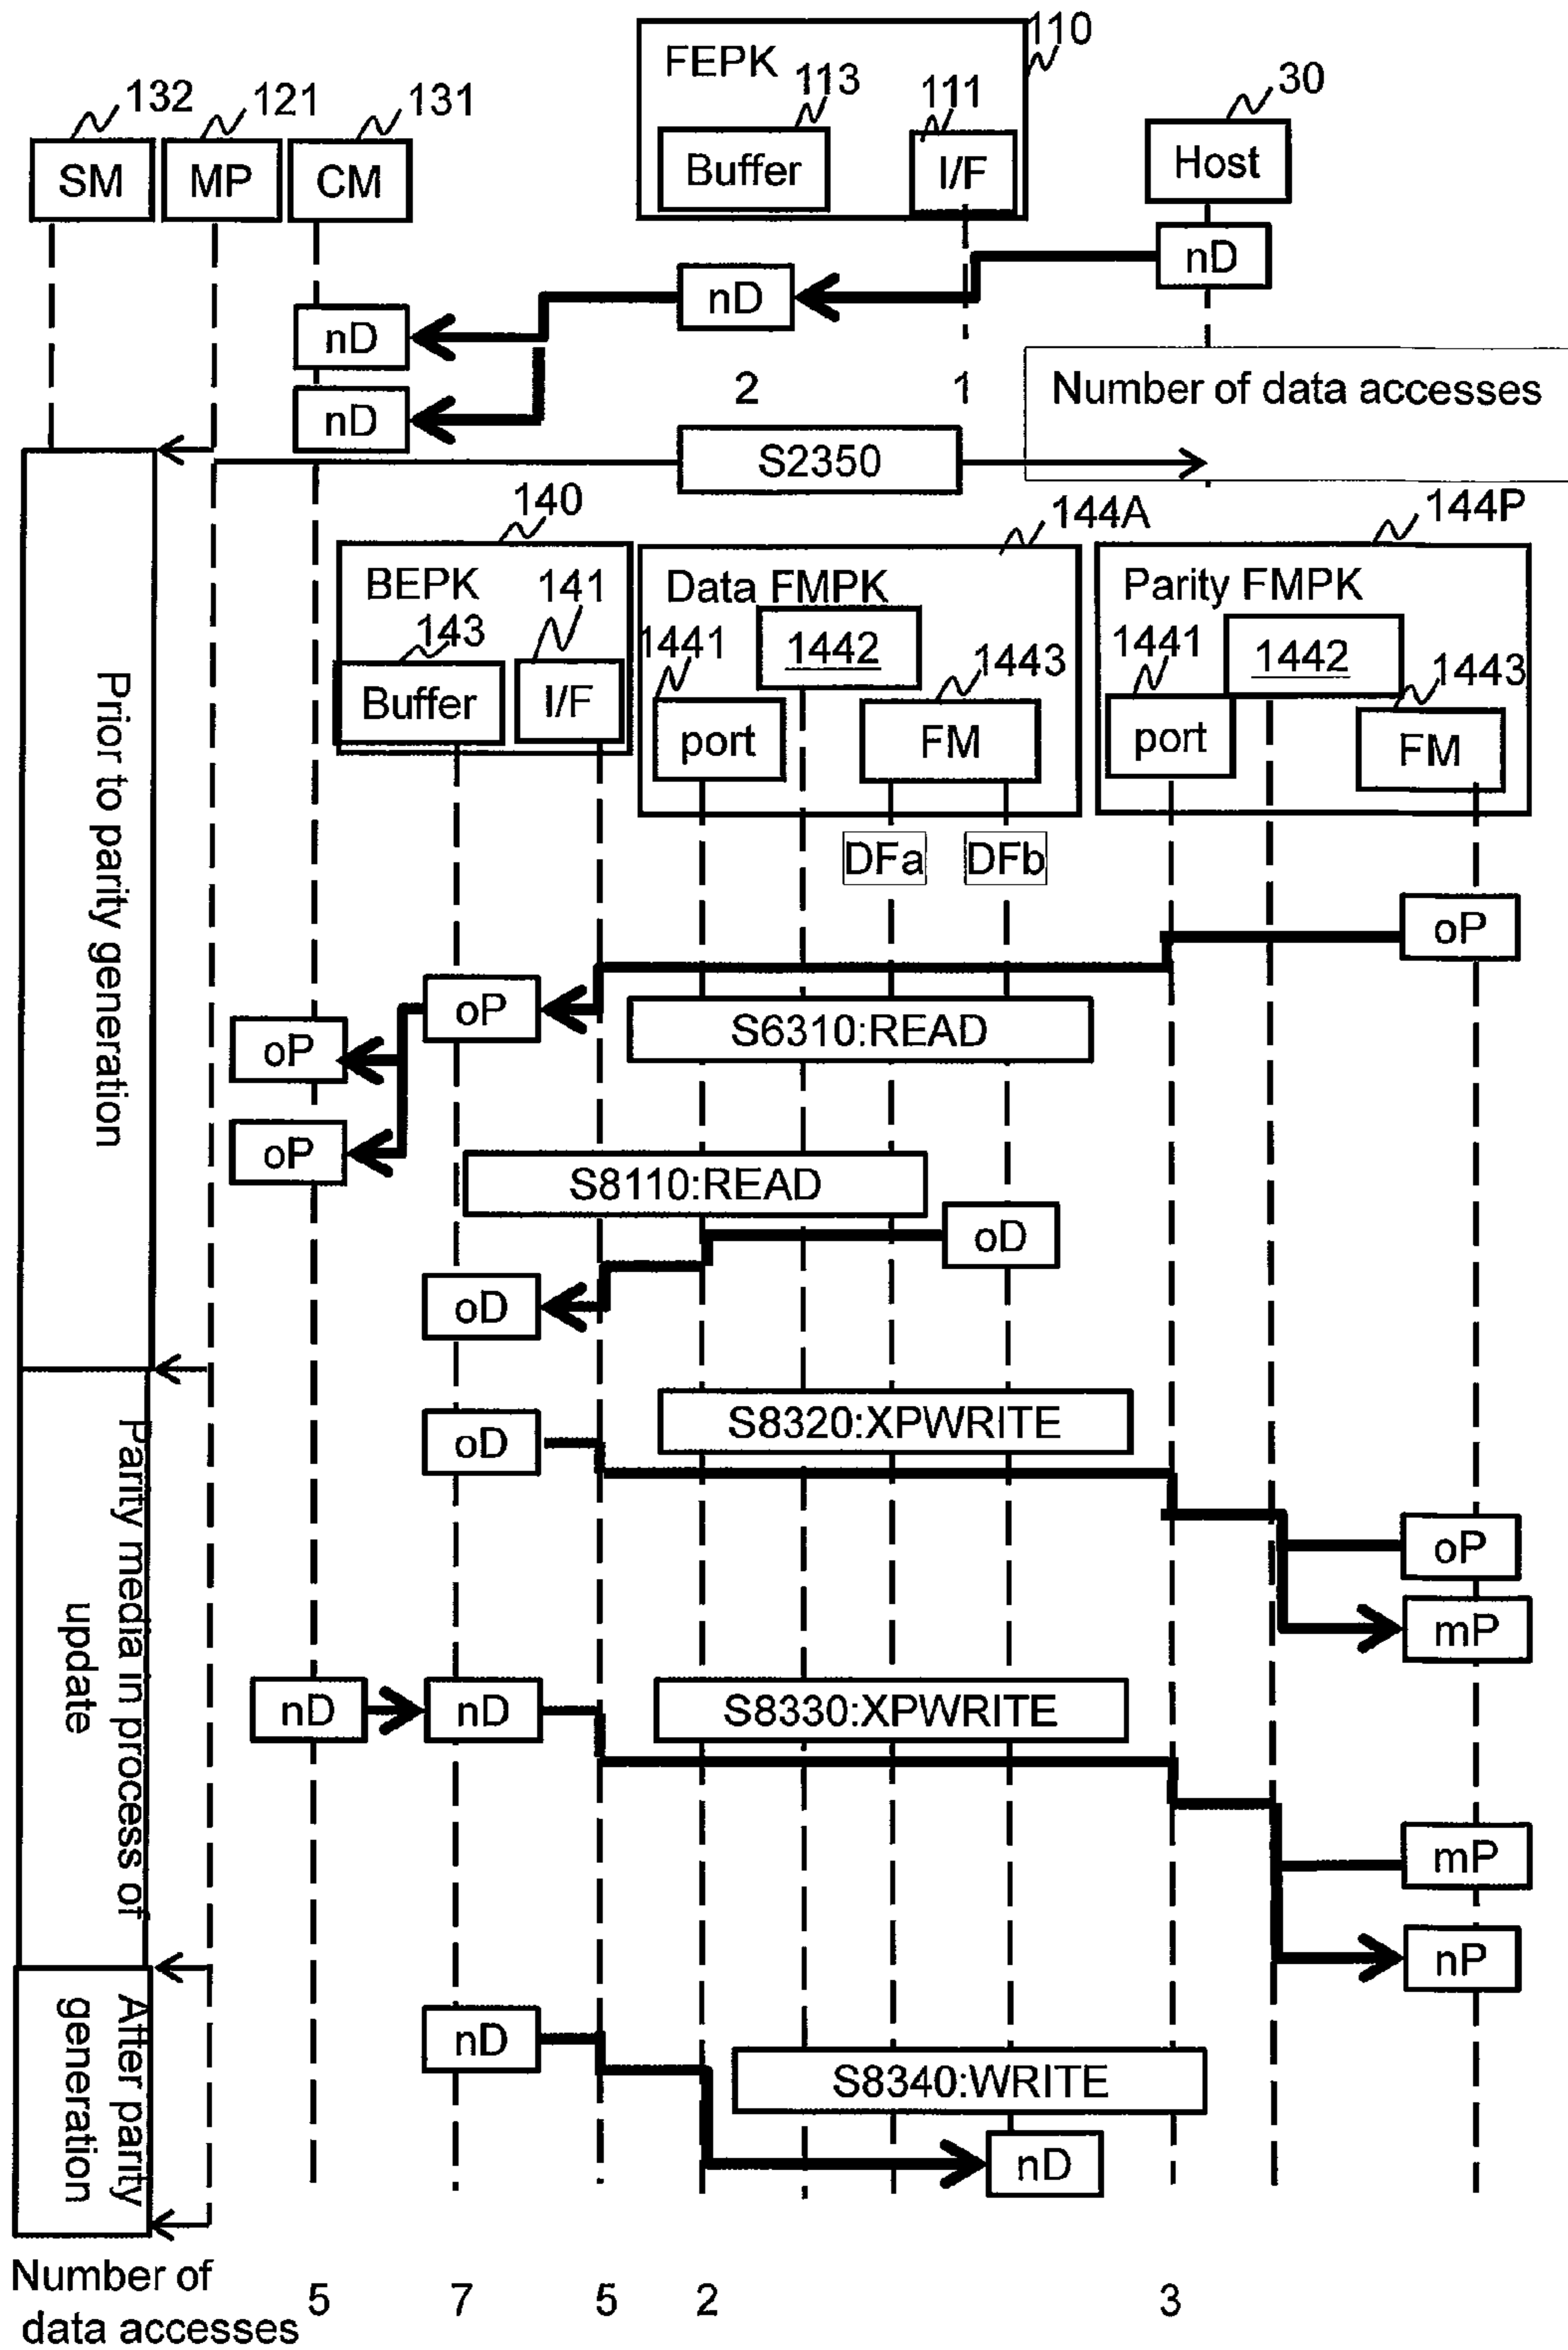 110
FEPK
113
111
30
132
121
131
SM
MP
CM
Buffer
I/F
Host
nD
nD
nD
2
1
Number of data accesses
nD
S2350
140
144A
144P
BEPK
141
Data FMPK
Parity FMPK
143
1441
1442
1443
1441
1442
1443
Buffer
I/F
port
FM
port
FM
DFa
DFb
Prior to parity generation
oP
oP
S6310:READ
oP
oP
S8110:READ
oD
oD
Parity media in process of
update
S8320:XPWRITE
oD
oP
mP
nD
nD
S8330:XPWRITE
mP
nP
After parity
generation
nD
S8340:WRITE
nD
Number of
data accesses
5
7
5
2
3